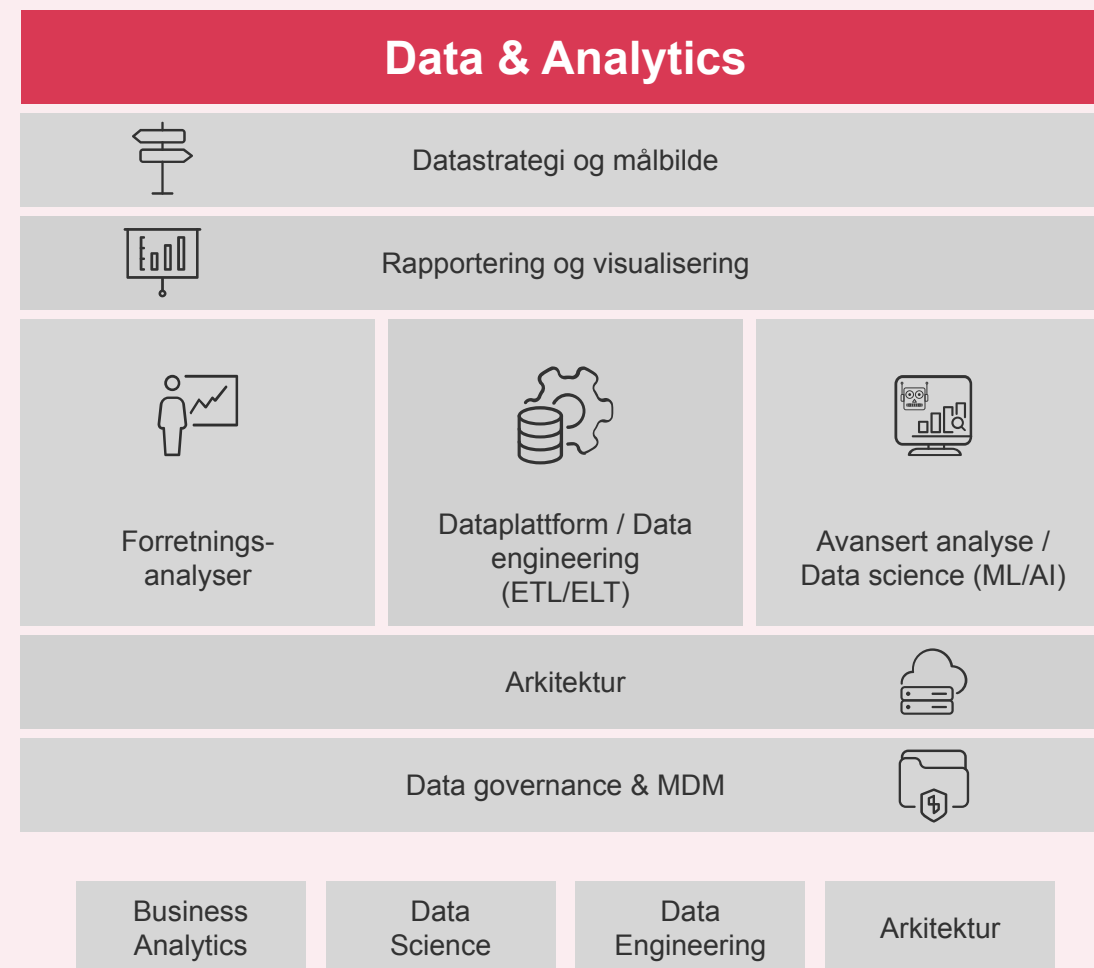 Data & Analytics
Datastrategi og målbilde
Rapportering og visualisering
Forretnings-
analyser
Dataplattform / Data
engineering
(ETL/ELT)
Avansert analyse /
Data science (ML/AI)
Arkitektur
Data governance & MDM
Business
Analytics
Data
Science
Data
Engineering
Arkitektur